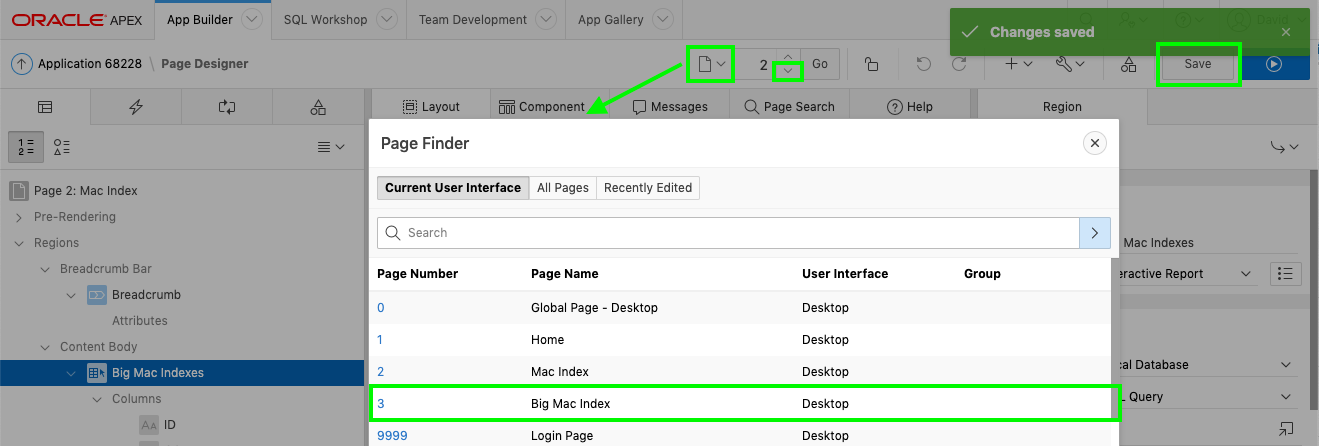 ORACLE APEX App Builder SQL Workshop Team Development App Gallery David
Changes saved ×
Application 68228 \ Page Designer 2 Go Save
Layout Component Messages Page Search Help Region
Page Finder
Page 2: Mac Index
Current User Interface All Pages Recently Edited
Pre-Rendering
Search
Regions
Mac Indexes
Breadcrumb Bar
Page Number Page Name User Interface Group
eractive Report
Breadcrumb
0 Global Page - Desktop Desktop
Attributes
1 Home Desktop
Content Body
2 Mac Index Desktop
cal Database
Big Mac Indexes
3 Big Mac Index Desktop
L Query
Columns
ID
9999 Login Page Desktop